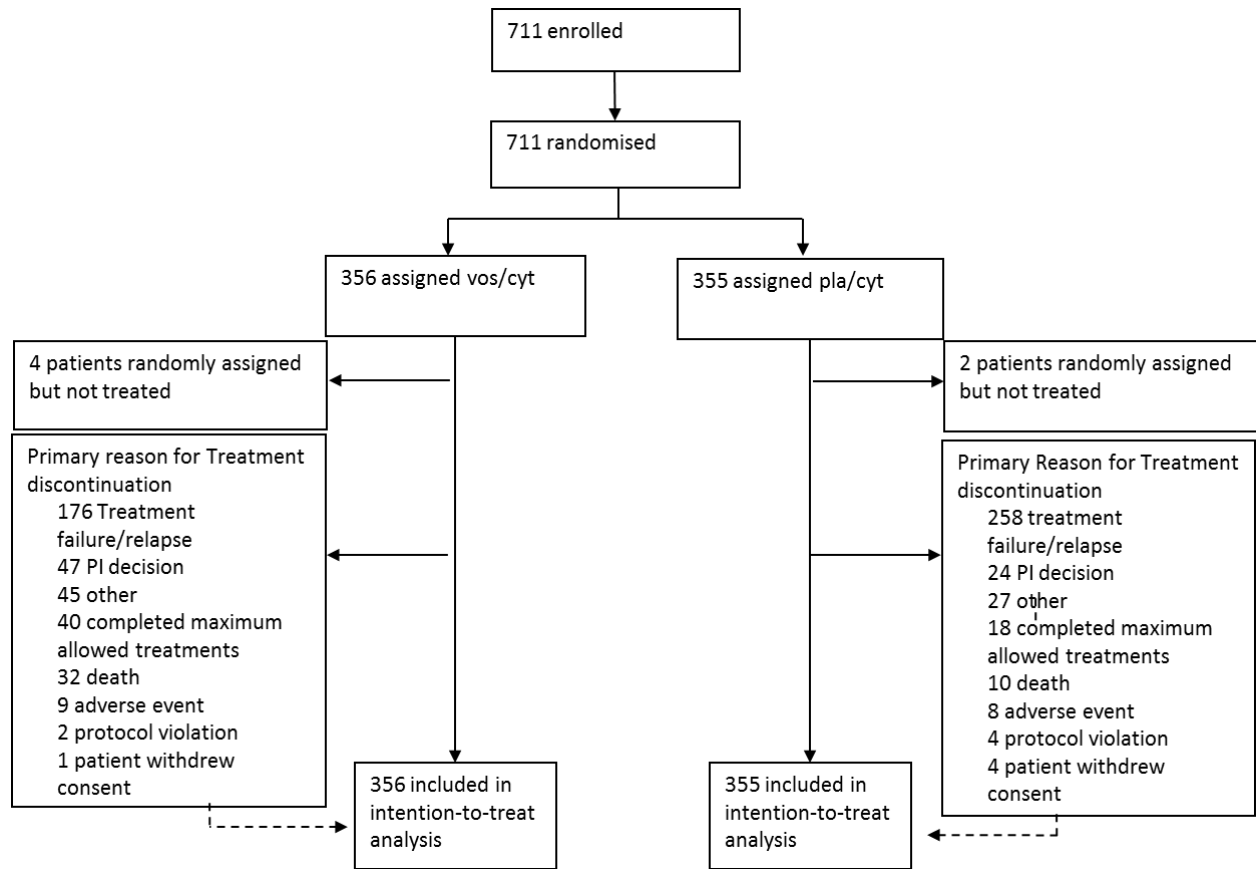 711 enrolled
711 randomised
356 assigned vos/cyt
355 assigned pla/cyt
4 patients randomly assigned
but not treated
2 patients randomly assigned
but not treated
Primary reason for Treatment
discontinuation
176 Treatment
failure/relapse
47 PI decision
45 other
40 completed maximum
allowed treatments
32 death
9 adverse event
2 protocol violation
1 patient withdrew
consent
Primary Reason for Treatment
discontinuation
258 treatment
failure/relapse
24 PI decision
27 other
18 completed maximum
allowed treatments
10 death
8 adverse event
4 protocol violation
4 patient withdrew
consent
356 included in
intention-to-treat
analysis
355 included in
intention-to-treat
analysis